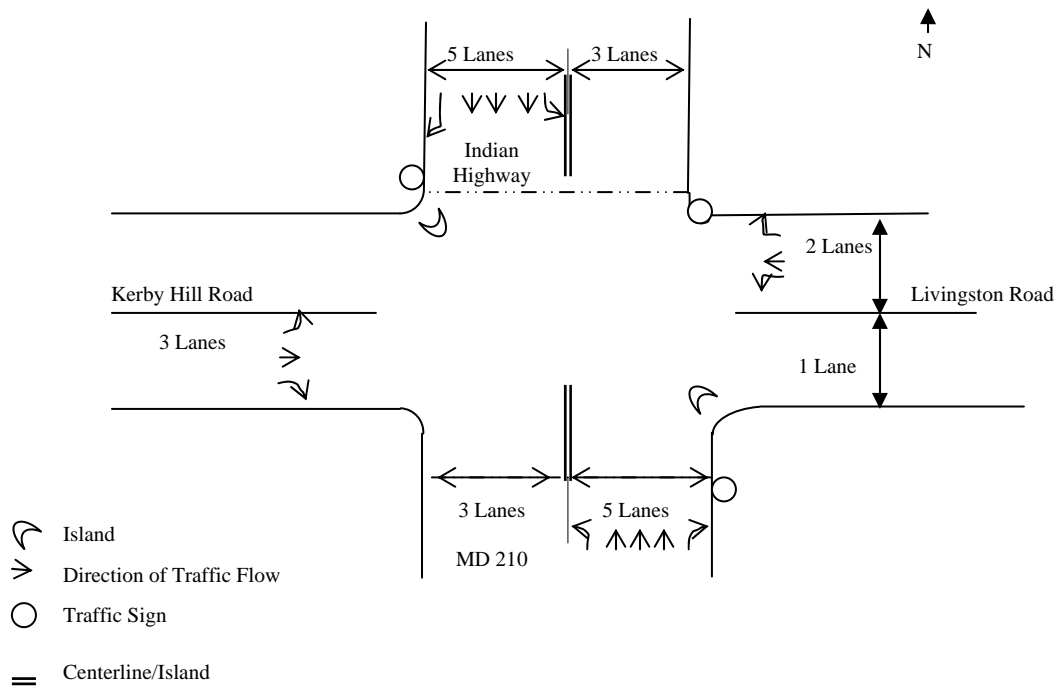 5 Lanes
3 Lanes
N
Indian
Highway
2 Lanes
Kerby Hill Road
Livingston Road
3 Lanes
1 Lane
3 Lanes
5 Lanes
MD 210
Island
Direction of Traffic Flow
Traffic Sign
Centerline/Island